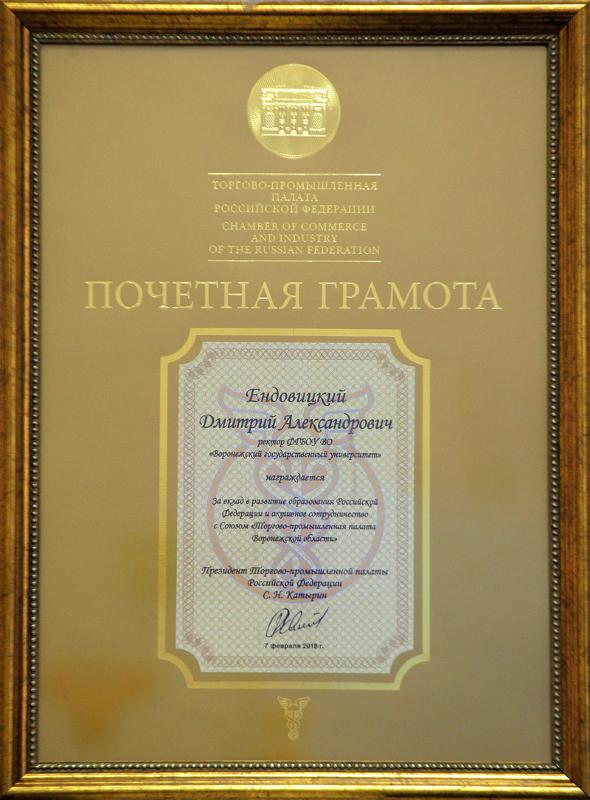 ТОРГОВО-ПРОМЫШЛЕННАЯ
ПАЛАТА
РОССИЙСКОЙ ФЕДЕРАЦИИ
CHAMBER OF COMMERCE
AND INDUSTRY
OF THE RUSSIAN FEDERATION
ПОЧЕТНАЯ ГРАМОТА
Ендовицкий
Дмитрий Александрович
ректор ФГБОУ ВО
«Воронежский государственный университет»
награждается
За вклад в развитие образования Российской
Федерации и активное сотрудничество
с Союзом «Торгово-промышленная палата
Воронежской области»
Президент Торгово-промышленной палаты
Российской Федерации
С. Н. Катырин
7 февраля 2018 г.